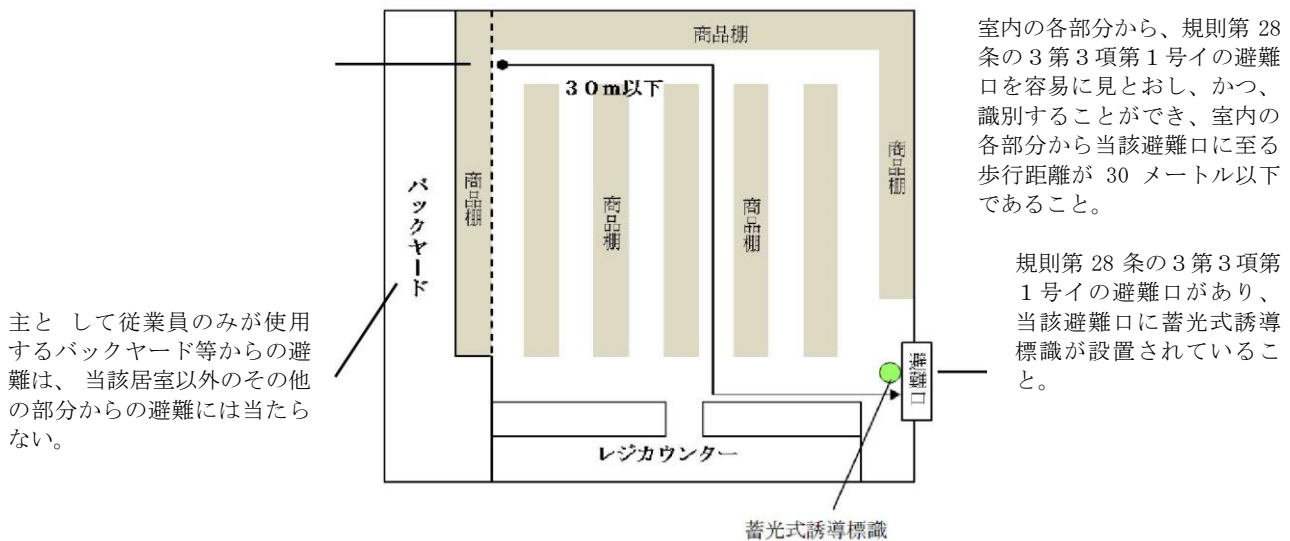 商品棚
３０ｍ以下
商品棚
商品棚
商品棚
商品棚
バックヤード
避難口
レジカウンター
蓄光式誘導標識
室内の各部分から、規則第 28
条の３第３項第１号イの避難
口を容易に見とおし、かつ、
識別することができ、室内の
各部分から当該避難口に至る
歩行距離が 30 メートル以下
であること。
規則第 28 条の３第３項第
１号イの避難口があり、
当該避難口に蓄光式誘導
標識が設置されているこ
と。
主と して従業員のみが使用
するバックヤード等からの避
難は、 当該居室以外のその他
の部分からの避難には当たら
ない。